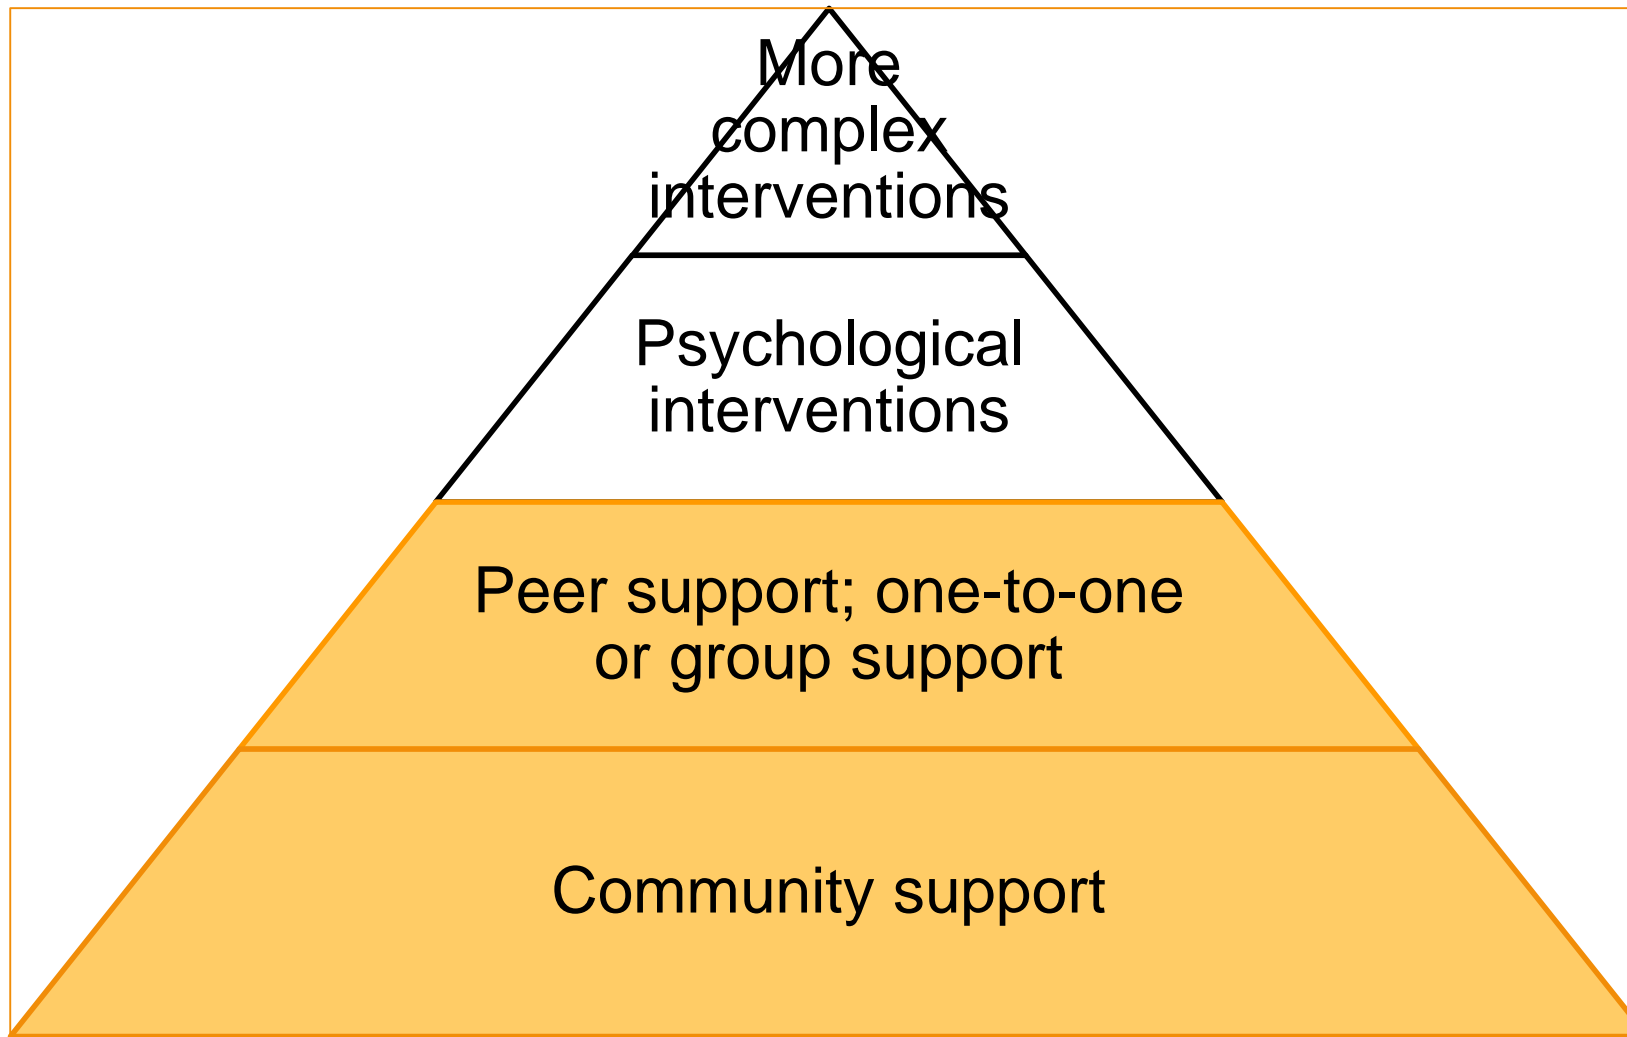 More
complex
interventions
Psychological
interventions
Peer support; one-to-one
or group support
Community support